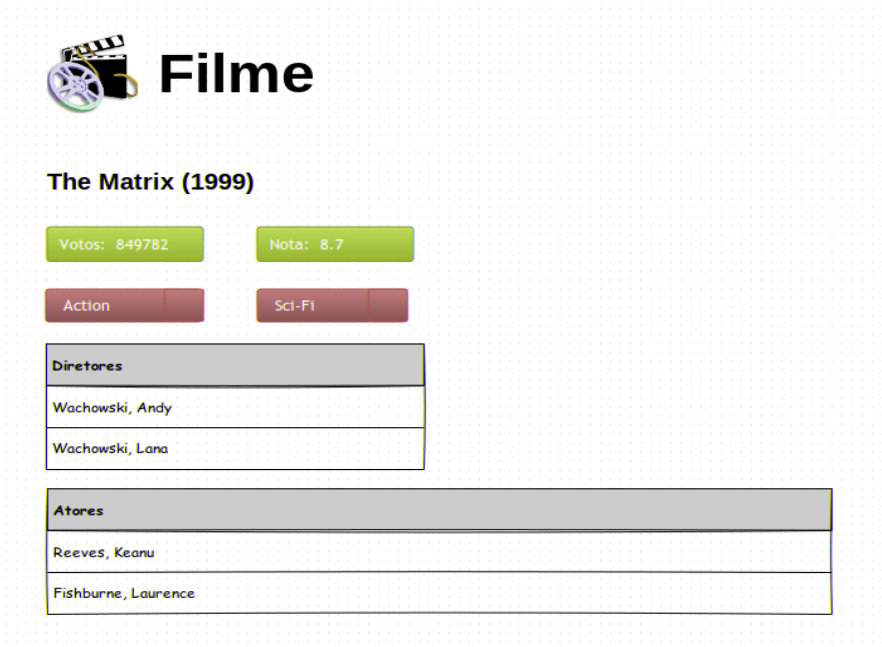 Filme
The Matrix (1999)
Votos: 849782 Nota: 8.7
Action Sci-Fi
Diretores
Wachowski, Andy
Wachowski, Lana
Atores
Reeves, Keanu
Fishburne, Laurence